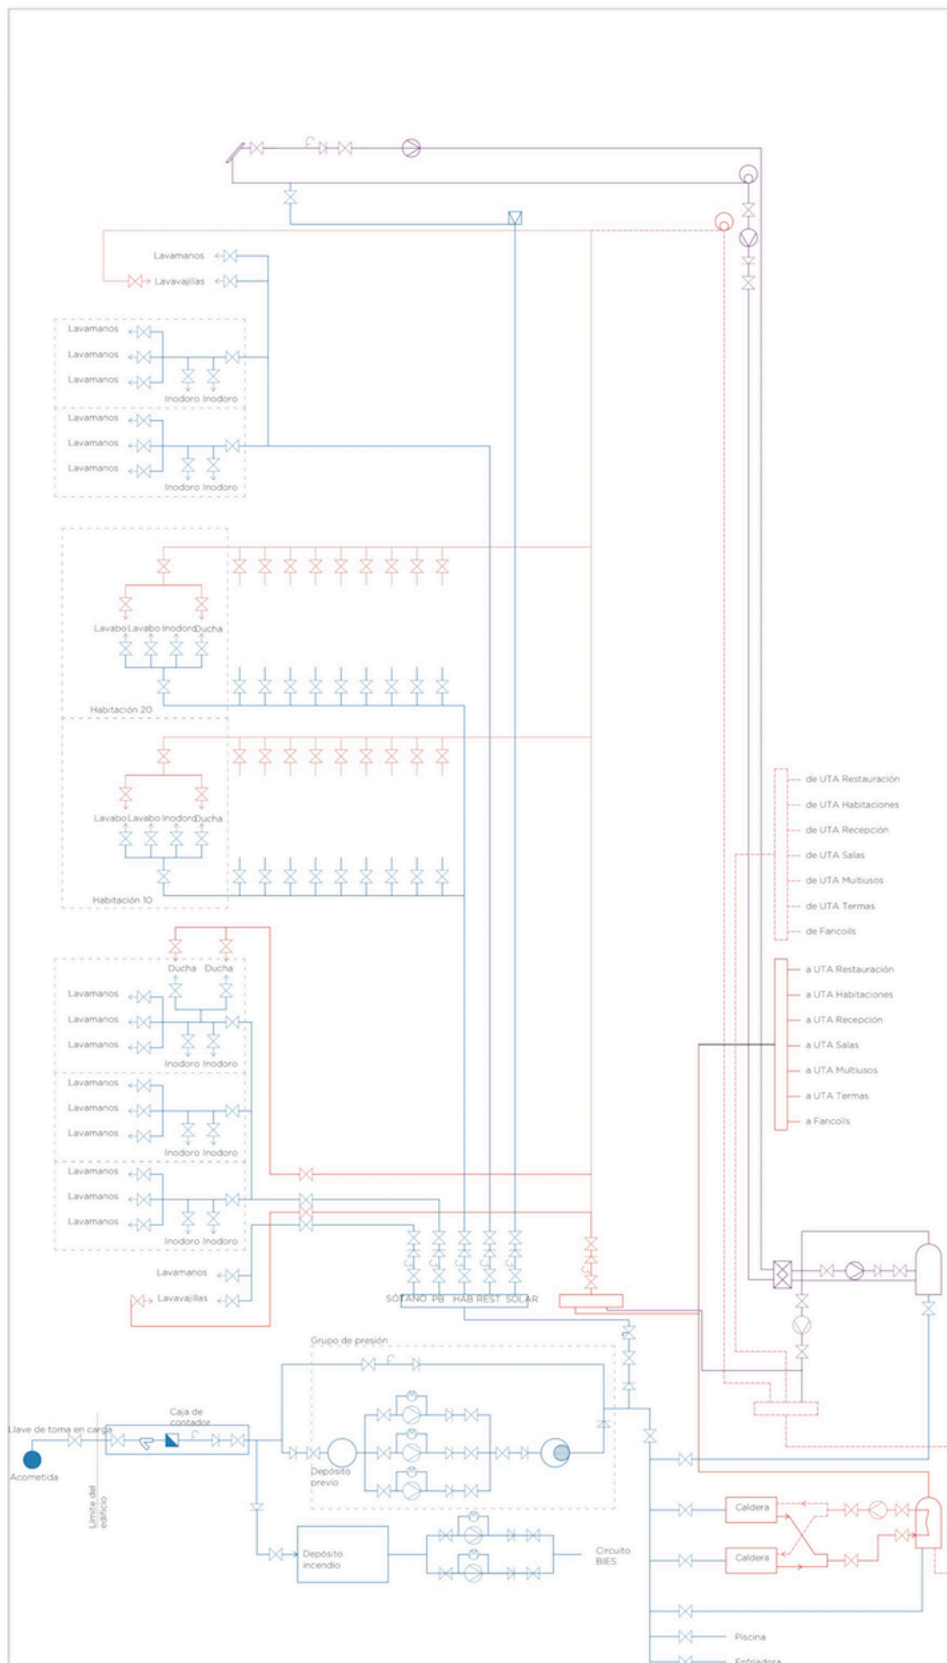 Lavamanos
Lavavajillas
Lavamanos
Lavamanos
Lavamanos
Inodoro Inodoro
Lavamanos
Lavamanos
Lavamanos
Inodoro Inodoro
Lavabo Lavabo Inodoro Ducha
Habitación 20
Lavabo Lavabo Inodoro Ducha
Habitación 10
de UTA Restauración
de UTA Habitaciones
de UTA Recepción
de UTA Salas
de UTA Multiusos
de UTA Termas
de Fancoils
a UTA Restauración
a UTA Habitaciones
a UTA Recepción
a UTA Salas
a UTA Multiusos
a UTA Termas
a Fancoils
Ducha Ducha
Lavamanos
Lavamanos
Lavamanos
Inodoro Inodoro
Lavamanos
Lavamanos
Lavamanos
Inodoro Inodoro
Lavamanos
Lavamanos
Lavamanos
Inodoro Inodoro
Lavamanos
Lavavajillas
SÓTANO PB HAB REST SOLAR
Grupo de presión
Caja de
contador
Llave de toma en carga
Acometida
Límite del
edificio
Depósito
previo
Depósito
incendio
Circuito
BIES
Caldera
Caldera
Piscina
Enfriadora